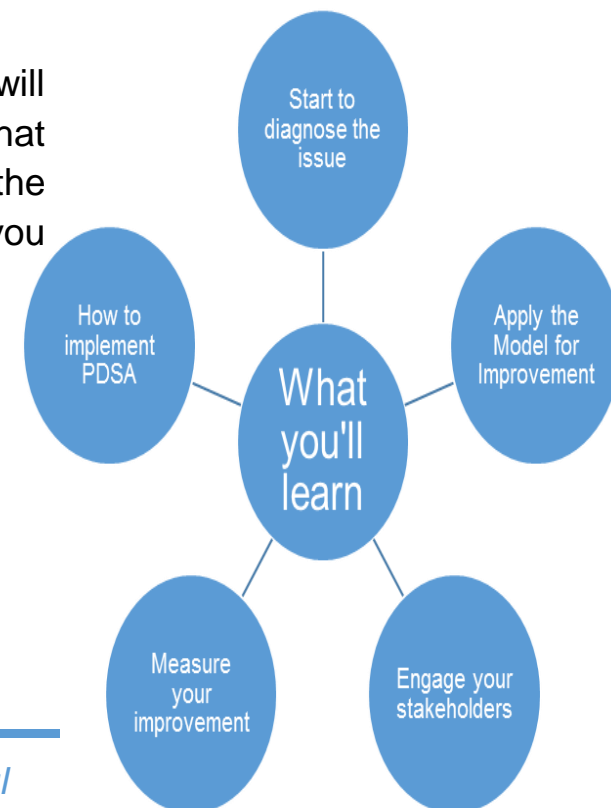 will
hat
the
you
Start to
diagnose the
issue
Apply the
Model for
Improvement
Engage your
stakeholders
Measure
your
improvement
How to
implement
PDSA
What
you'll
learn